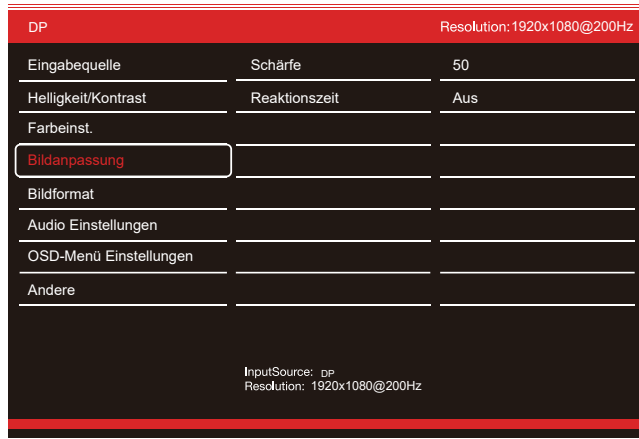 DP Resolution:1920x1080@200Hz
Eingabequelle Schärfe 50
Helligkeit/Kontrast Reaktionszeit Aus
Farbeinst.
Bildanpassung
Bildformat
Audio Einstellungen
OSD-Menü Einstellungen
Andere
InputSource: DP
Resolution: 1920x1080@200Hz